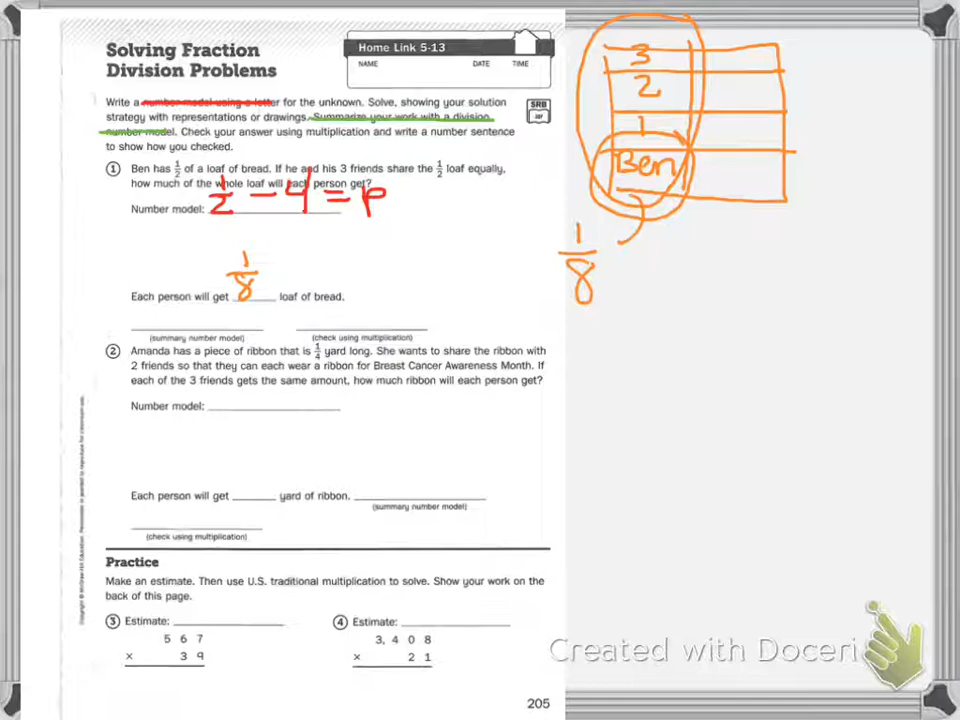 Solving Fraction
Division Problems
Home Link 5-13
NAME DATE TIME
SRB
Write a number model using a letter for the unknown. Solve, showing your solution
strategy with representations or drawings. Summarize your work with a division
number model. Check your answer using multiplication and write a number sentence
to show how you checked.
1 Ben has 1/2 of a loaf of bread. If he and his 3 friends share the 1/2 loaf equally,
how much of the whole loaf will each person get?
Number model: 1/2 - 4 = p
Each person will get 1/8 loaf of bread.
(summary number model) (check using multiplication)
2 Amanda has a piece of ribbon that is 1/4 yard long. She wants to share the ribbon with
2 friends so that they can each wear a ribbon for Breast Cancer Awareness Month. If
each of the 3 friends gets the same amount, how much ribbon will each person get?
Number model:
Each person will get yard of ribbon.
(summary number model)
(check using multiplication)
Practice
Make an estimate. Then use U.S. traditional multiplication to solve. Show your work on the
back of this page.
3 Estimate:
5 6 7
× 3 9
4 Estimate:
3, 4 0 8
× 2 1
205
3
2
1
Ben
1/8
Created with Doceri